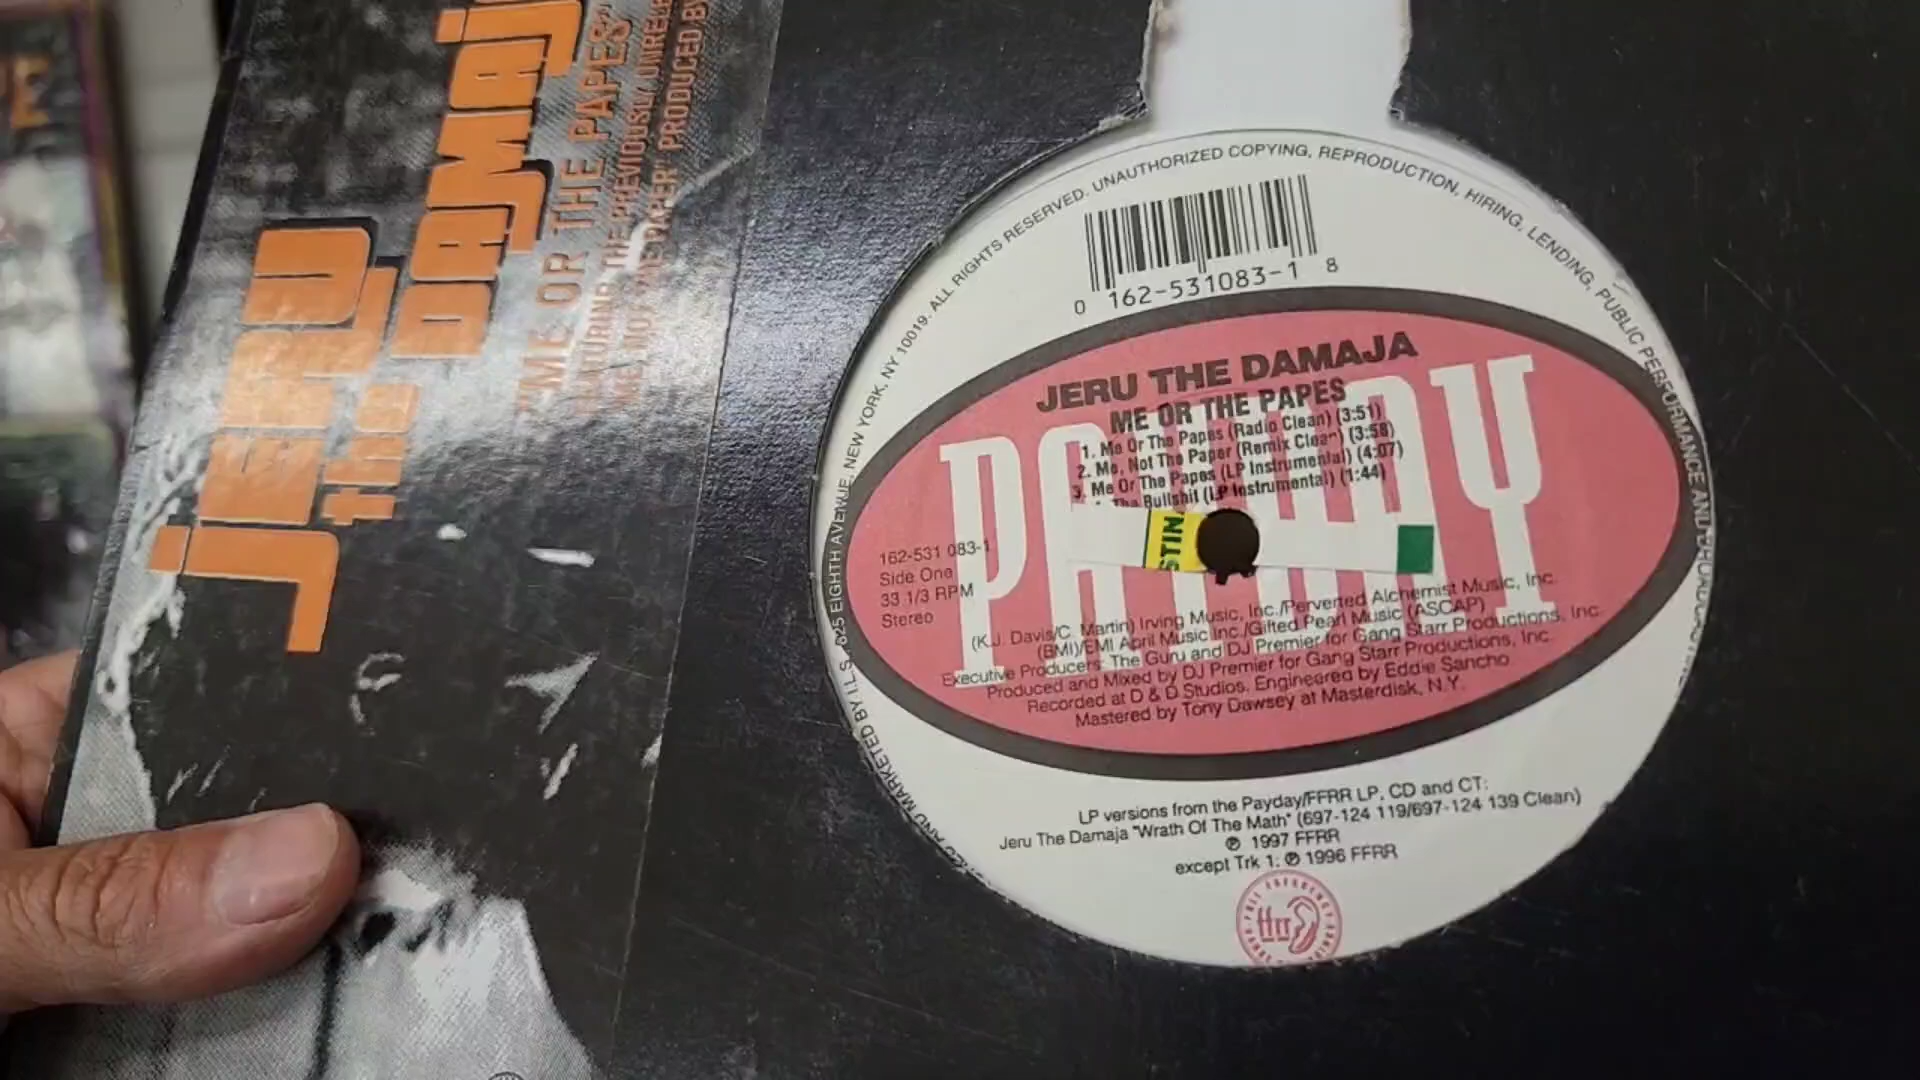 jeru
the DAMAJ
"ME OR THE PAPES"
THE PREVIOUSLY UNRELE
"ME, NOT THE PAPER" PRODUCED BY
COPYING, REPRODUCTION, HIRING, LENDING, PUBLIC PERFORMANCE AND
AND MARKETED BY I.L.S. 825 EIGHTH AVENUE, NEW YORK, NY 10019. ALL RIGHTS RESERVED. UNAUTHORIZED
0 162-531083-1 8
JERU THE DAMAJA
ME OR THE PAPES
1. Me Or The Papes (Radio Clean) (3:51)
2. Me, Not The Paper (Remix Clean) (3:58)
3. Me Or The Papes (LP Instrumental) (4:07)
The Bullshit (LP Instrumental) (1:44)
PAYDAY
STIN
162-531 083-1
Side One
33 1/3 RPM
Stereo
(K.J. Davis/C. Martin) Irving Music, Inc./Perverted Alchemist Music, Inc.
(BMI)/EMI April Music Inc./Gifted Pearl Music (ASCAP)
Executive Producers: The Guru and DJ Premier for Gang Starr Productions, Inc.
Produced and Mixed by DJ Premier for Gang Starr Productions, Inc.
Recorded at D & D Studios. Engineered by Eddie Sancho
Mastered by Tony Dawsey at Masterdisk, N.Y.
LP versions from the Payday/FFRR LP, CD and CT:
Jeru The Damaja "Wrath Of The Math" (697-124 119/697-124 139 Clean)
℗ 1997 FFRR
except Trk 1: ℗ 1996 FFRR
ffrr